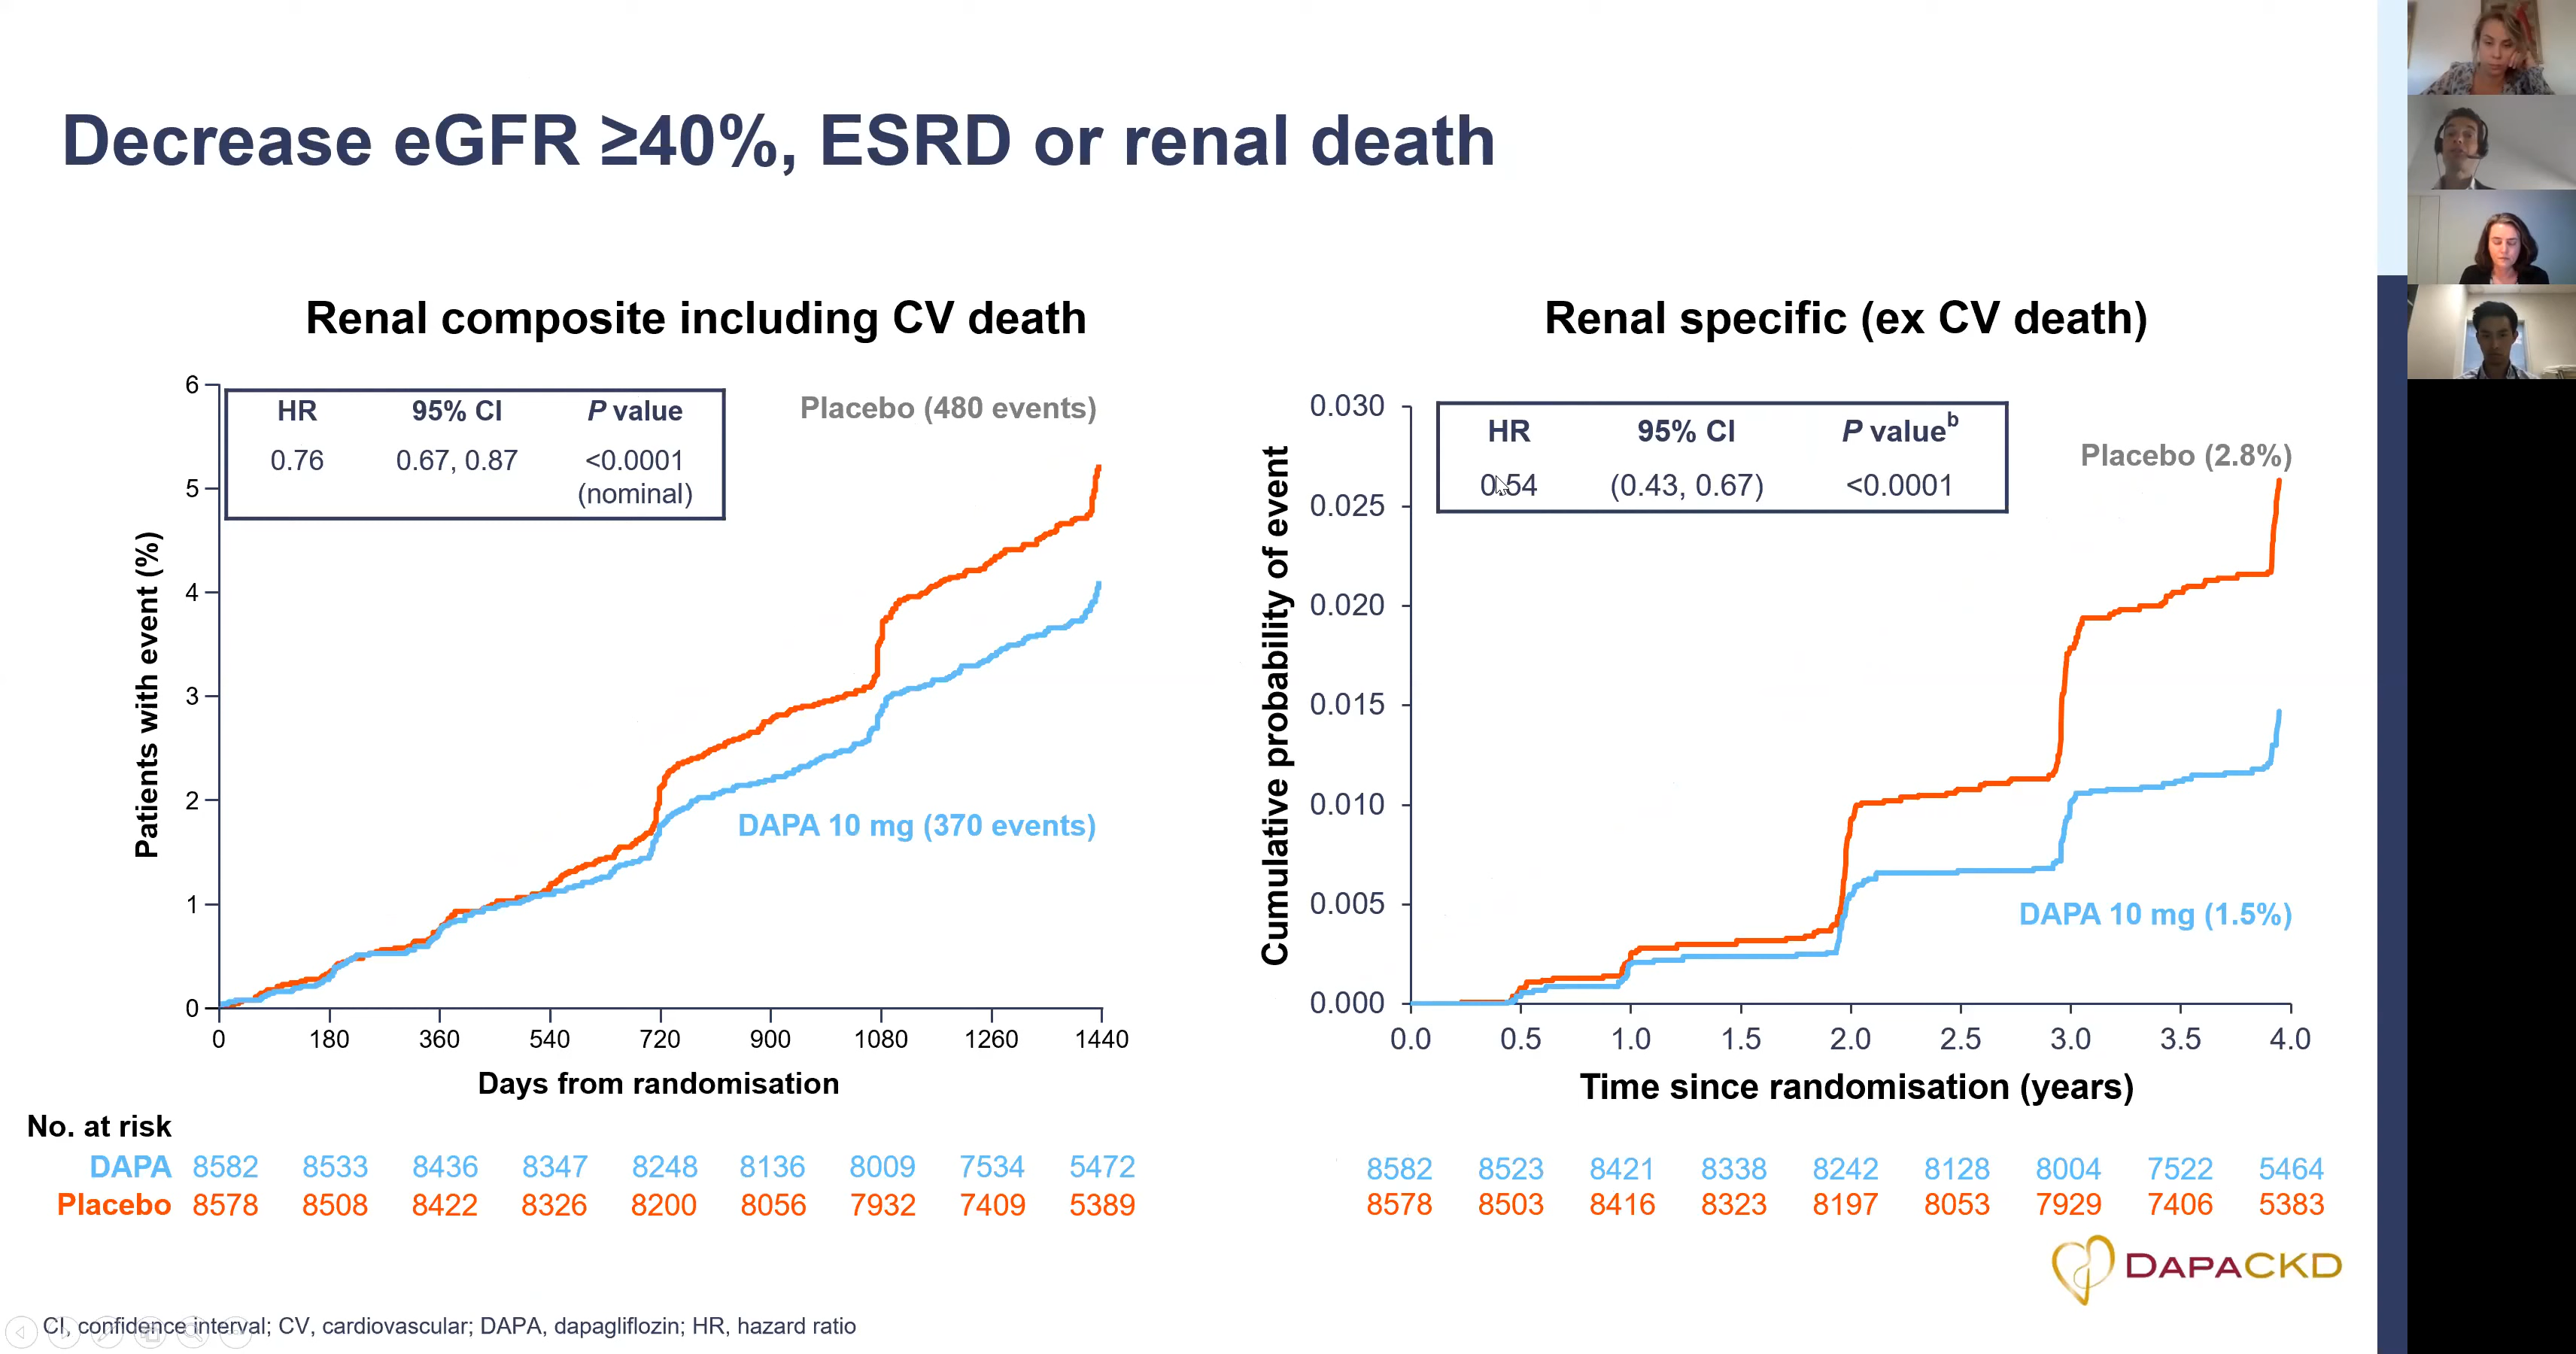 Decrease eGFR ≥40%, ESRD or renal death
Renal composite including CV death
HR 95% CI P value
0.76 0.67, 0.87 <0.0001
(nominal)
Placebo (480 events)
DAPA 10 mg (370 events)
Patients with event (%)
6
5
4
3
2
1
0
0 180 360 540 720 900 1080 1260 1440
Days from randomisation
No. at risk
DAPA 8582 8533 8436 8347 8248 8136 8009 7534 5472
Placebo 8578 8508 8422 8326 8200 8056 7932 7409 5389
Renal specific (ex CV death)
HR 95% CI P valueb
0.54 (0.43, 0.67) <0.0001
Placebo (2.8%)
DAPA 10 mg (1.5%)
Cumulative probability of event
0.030
0.025
0.020
0.015
0.010
0.005
0.000
0.0 0.5 1.0 1.5 2.0 2.5 3.0 3.5 4.0
Time since randomisation (years)
8582 8523 8421 8338 8242 8128 8004 7522 5464
8578 8503 8416 8323 8197 8053 7929 7406 5383
DAPACKD
CI, confidence interval; CV, cardiovascular; DAPA, dapagliflozin; HR, hazard ratio